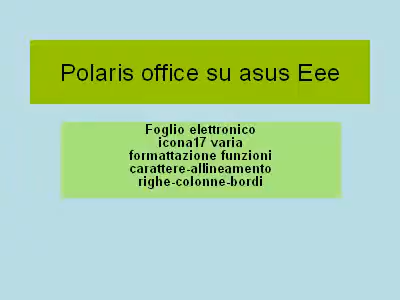 Polaris office su asus Eee
Foglio elettronico
icona17 varia
formattazione funzioni
carattere-allineamento
righe-colonne-bordi